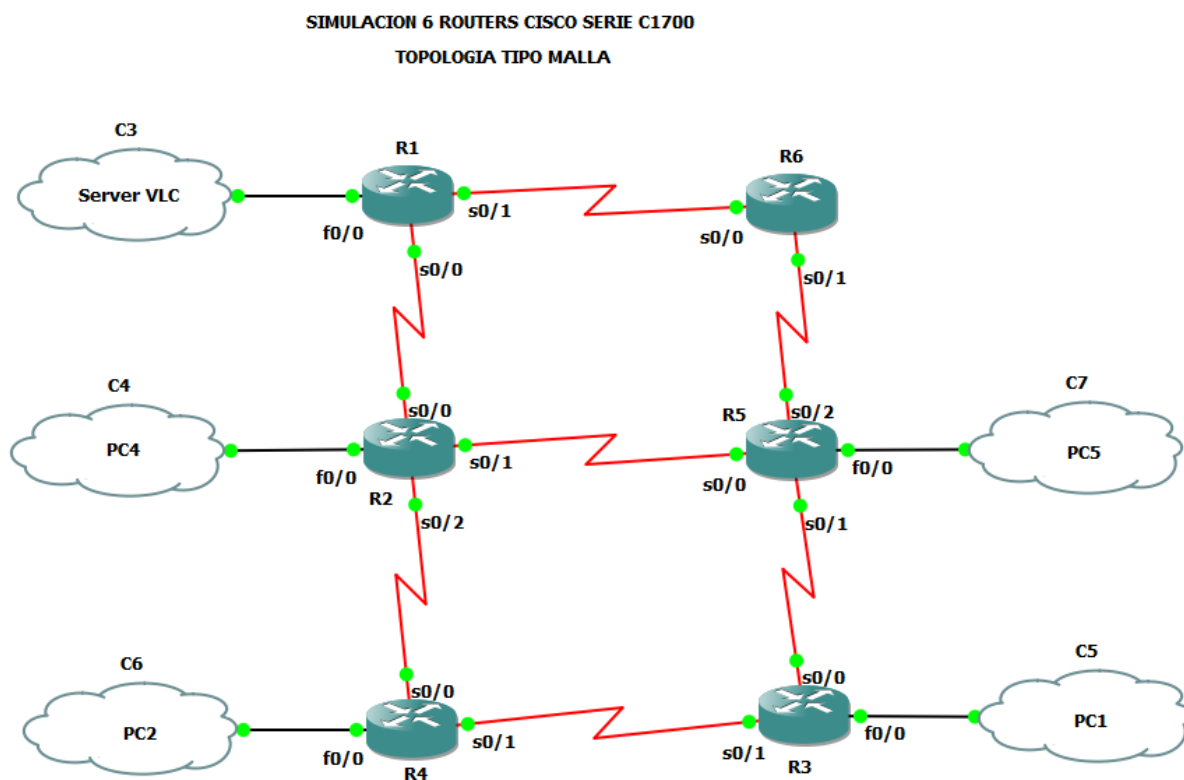 SIMULACION 6 ROUTERS CISCO SERIE C1700
TOPOLOGIA TIPO MALLA
C3
Server VLC
f0/0
R1
s0/1
s0/0
R6
s0/0
s0/1
C4
PC4
f0/0
s0/0
s0/1
R2
s0/2
R5
s0/2
s0/0
f0/0
s0/1
C7
PC5
C6
PC2
f0/0
s0/0
s0/1
R4
s0/0
s0/1
f0/0
R3
C5
PC1